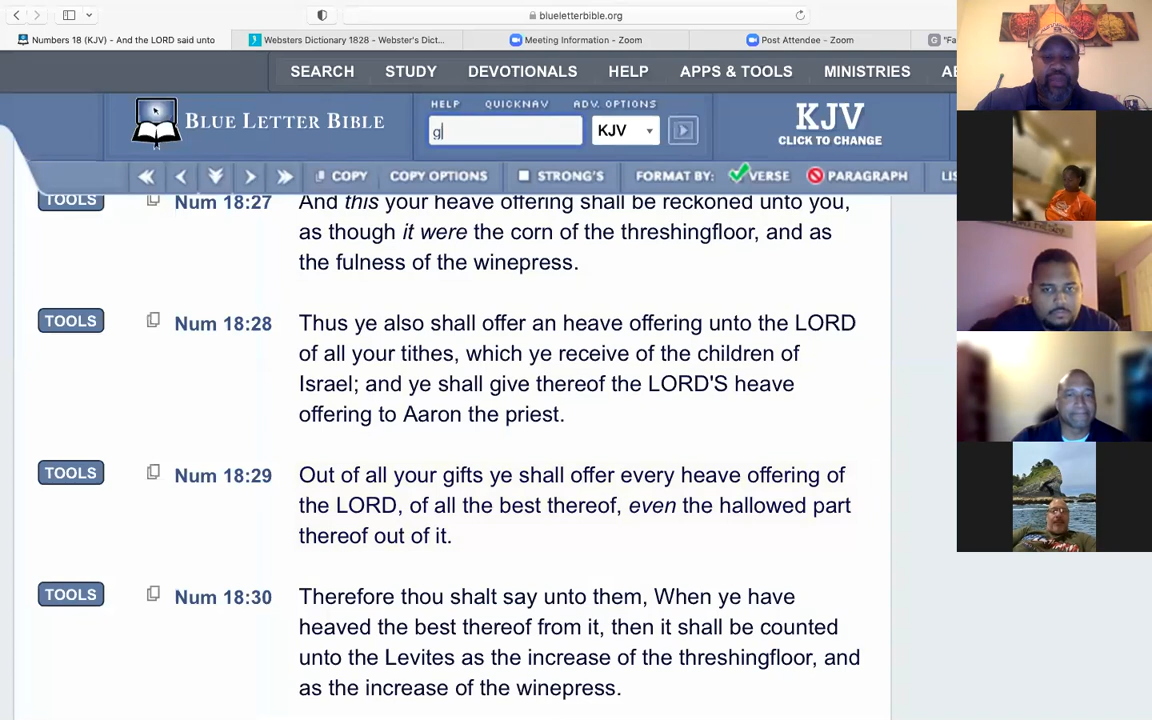 blueletterbible.org
Numbers 18 (KJV) - And the LORD said unto
Websters Dictionary 1828 - Webster's Dict...
Meeting Information - Zoom
Post Attendee - Zoom
"Fa
SEARCH STUDY DEVOTIONALS HELP APPS & TOOLS MINISTRIES
HELP QUICKNAV ADV. OPTIONS
BLUE LETTER BIBLE
g
KJV
KJV
CLICK TO CHANGE
COPY COPY OPTIONS STRONG'S FORMAT BY: VERSE PARAGRAPH
TOOLS Num 18:27 And this your heave offering shall be reckoned unto you,
as though it were the corn of the threshingfloor, and as
the fulness of the winepress.
TOOLS Num 18:28 Thus ye also shall offer an heave offering unto the LORD
of all your tithes, which ye receive of the children of
Israel; and ye shall give thereof the LORD'S heave
offering to Aaron the priest.
TOOLS Num 18:29 Out of all your gifts ye shall offer every heave offering of
the LORD, of all the best thereof, even the hallowed part
thereof out of it.
TOOLS Num 18:30 Therefore thou shalt say unto them, When ye have
heaved the best thereof from it, then it shall be counted
unto the Levites as the increase of the threshingfloor, and
as the increase of the winepress.